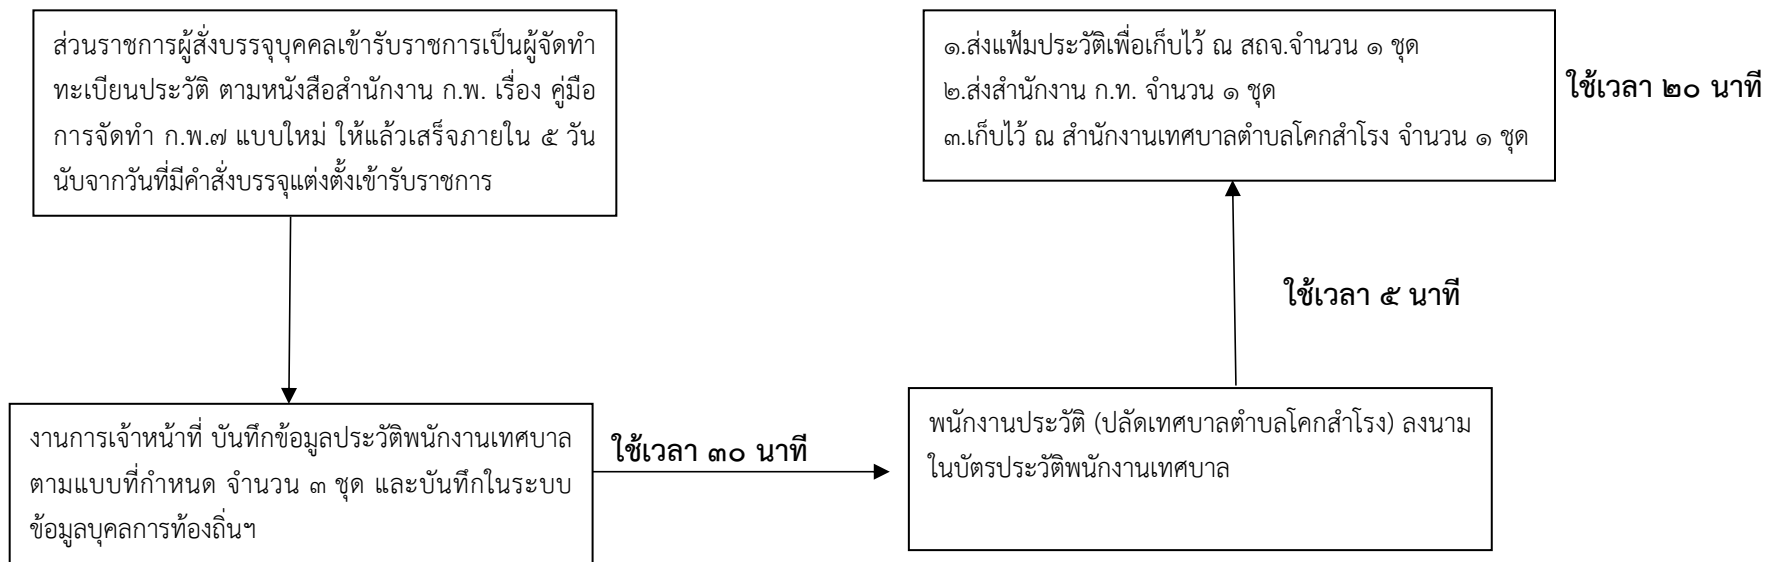 ส่วนราชการผู้สั่งบรรจุบุคคลเข้ารับราชการเป็นผู้จัดทำ
ทะเบียนประวัติ ตามหนังสือสำนักงาน ก.พ. เรื่อง คู่มือ
การจัดทำ ก.พ.๗ แบบใหม่ ให้แล้วเสร็จภายใน ๕ วัน
นับจากวันที่มีคำสั่งบรรจุแต่งตั้งเข้ารับราชการ
งานการเจ้าหน้าที่ บันทึกข้อมูลประวัติพนักงานเทศบาล
ตามแบบที่กำหนด จำนวน ๓ ชุด และบันทึกในระบบ
ข้อมูลบุคลการท้องถิ่นฯ
ใช้เวลา ๓๐ นาที
พนักงานประวัติ (ปลัดเทศบาลตำบลโคกสำโรง) ลงนาม
ในบัตรประวัติพนักงานเทศบาล
ใช้เวลา ๕ นาที
๑.ส่งแฟ้มประวัติเพื่อเก็บไว้ ณ สถจ.จำนวน ๑ ชุด
๒.ส่งสำนักงาน ก.ท. จำนวน ๑ ชุด
๓.เก็บไว้ ณ สำนักงานเทศบาลตำบลโคกสำโรง จำนวน ๑ ชุด
ใช้เวลา ๒๐ นาที